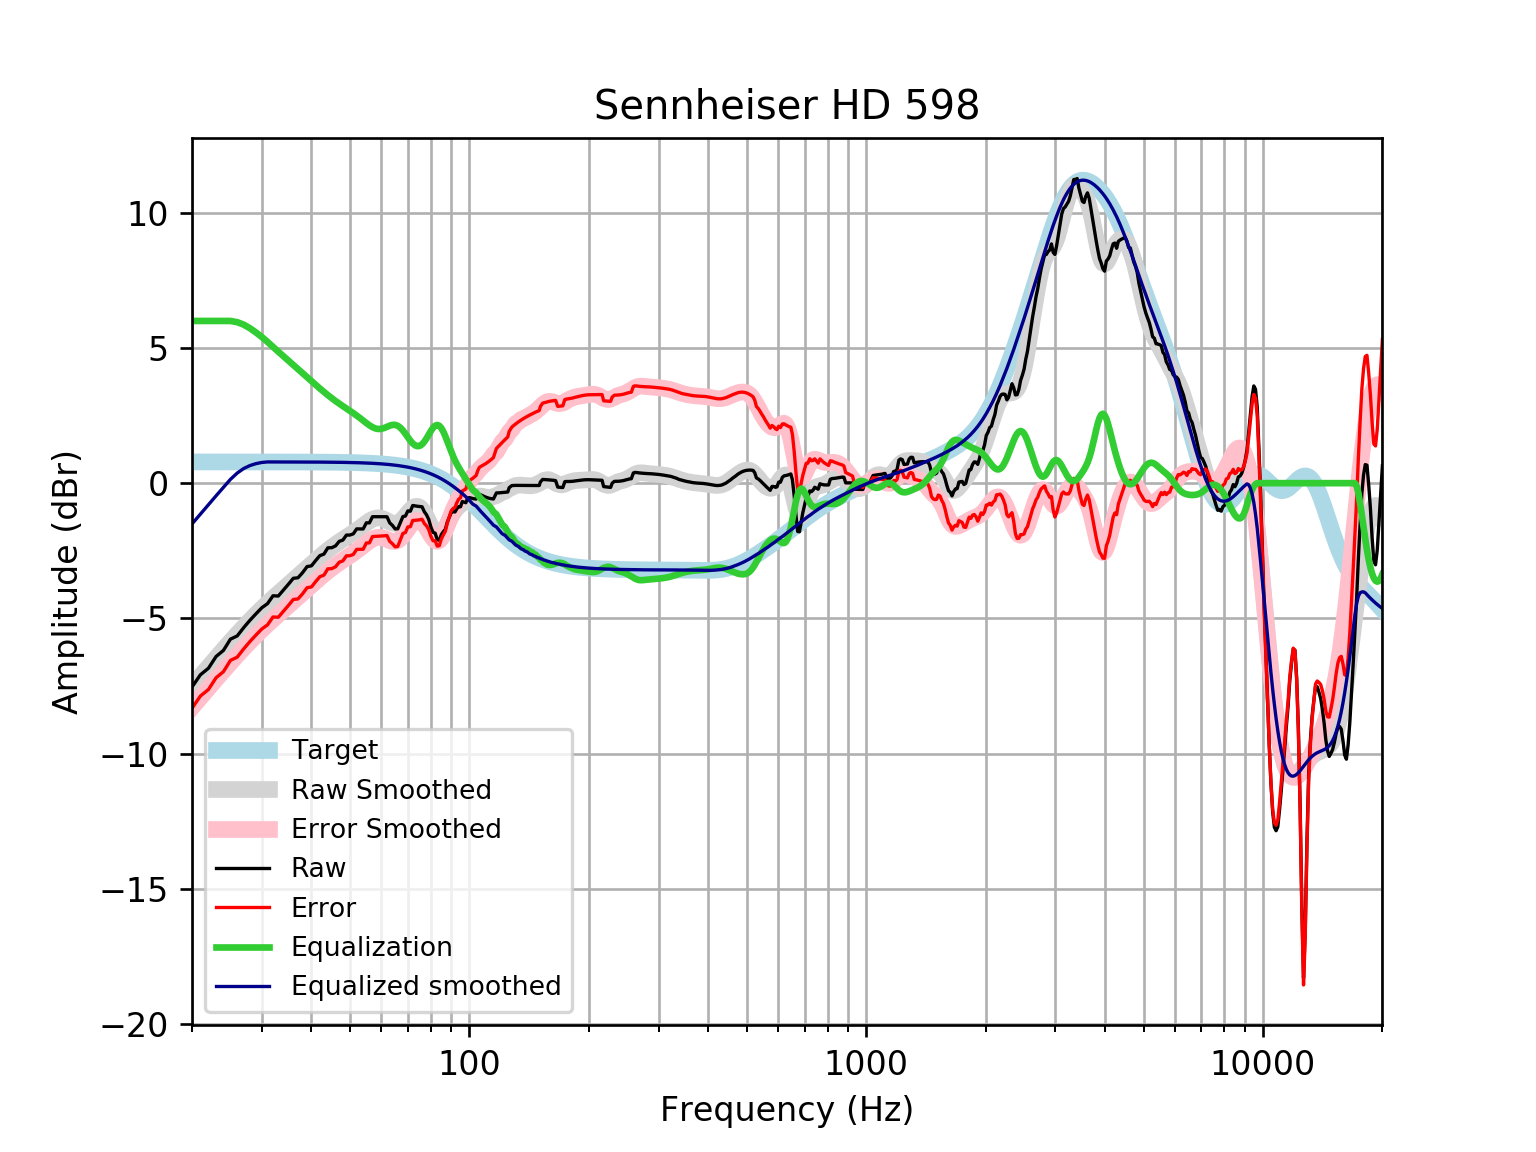 Sennheiser HD 598
Amplitude (dBr)
10
5
0
−5
−10
−15
−20
Target
Raw Smoothed
Error Smoothed
Raw
Error
Equalization
Equalized smoothed
100
1000
10000
Frequency (Hz)